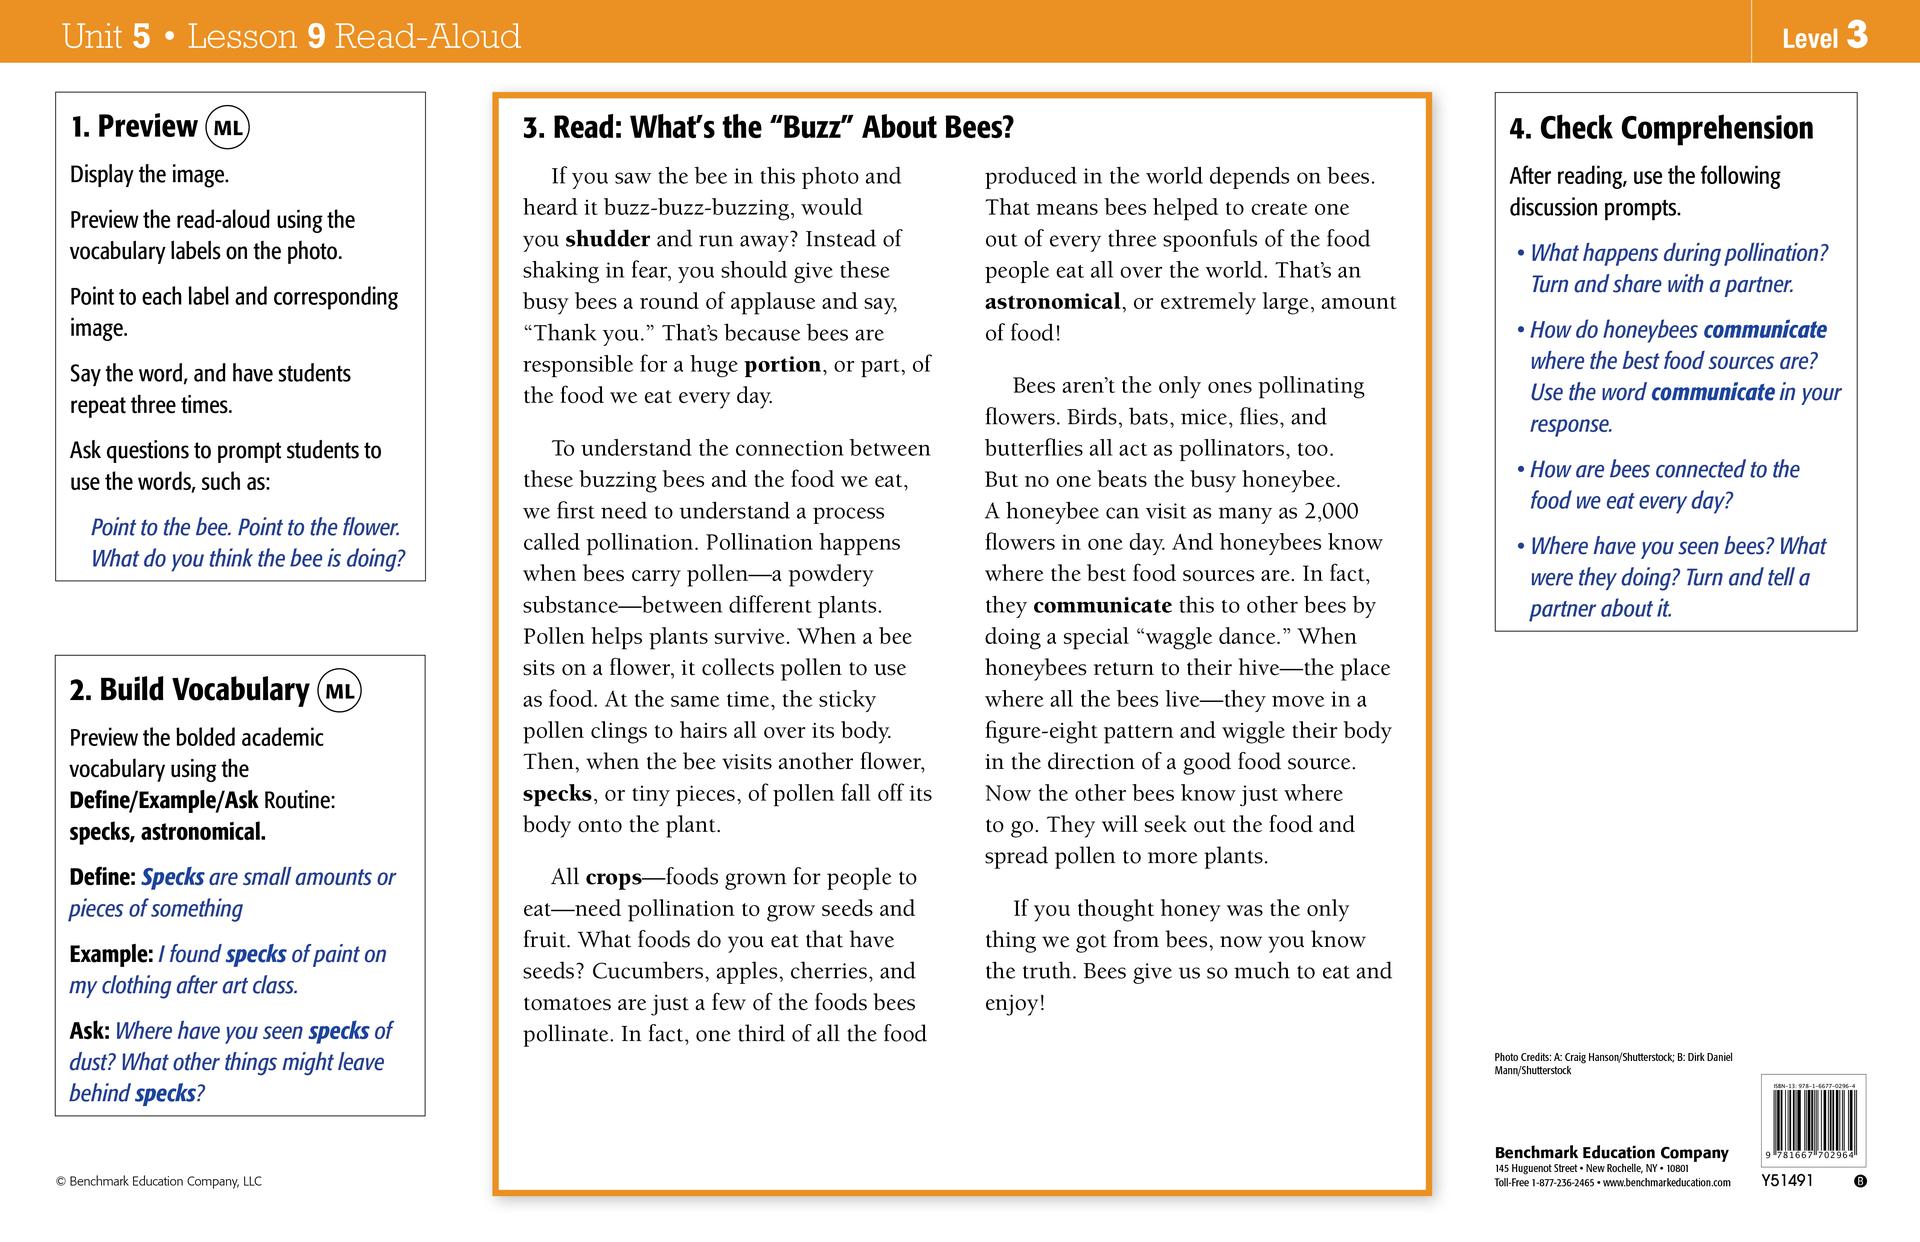 Unit 5 • Lesson 9 Read-Aloud
Level 3
1. Preview ML
Display the image.
Preview the read-aloud using the
vocabulary labels on the photo.
Point to each label and corresponding
image.
Say the word, and have students
repeat three times.
Ask questions to prompt students to
use the words, such as:
Point to the bee. Point to the flower.
What do you think the bee is doing?
2. Build Vocabulary ML
Preview the bolded academic
vocabulary using the
Define/Example/Ask Routine:
specks, astronomical.
Define: Specks are small amounts or
pieces of something
Example: I found specks of paint on
my clothing after art class.
Ask: Where have you seen specks of
dust? What other things might leave
behind specks?
© Benchmark Education Company, LLC
3. Read: What's the “Buzz” About Bees?
If you saw the bee in this photo and
heard it buzz-buzz-buzzing, would
you shudder and run away? Instead of
shaking in fear, you should give these
busy bees a round of applause and say,
“Thank you.” That's because bees are
responsible for a huge portion, or part, of
the food we eat every day.
To understand the connection between
these buzzing bees and the food we eat,
we first need to understand a process
called pollination. Pollination happens
when bees carry pollen—a powdery
substance—between different plants.
Pollen helps plants survive. When a bee
sits on a flower, it collects pollen to use
as food. At the same time, the sticky
pollen clings to hairs all over its body.
Then, when the bee visits another flower,
specks, or tiny pieces, of pollen fall off its
body onto the plant.
All crops—foods grown for people to
eat—need pollination to grow seeds and
fruit. What foods do you eat that have
seeds? Cucumbers, apples, cherries, and
tomatoes are just a few of the foods bees
pollinate. In fact, one third of all the food
produced in the world depends on bees.
That means bees helped to create one
out of every three spoonfuls of the food
people eat all over the world. That's an
astronomical, or extremely large, amount
of food!
Bees aren't the only ones pollinating
flowers. Birds, bats, mice, flies, and
butterflies all act as pollinators, too.
But no one beats the busy honeybee.
A honeybee can visit as many as 2,000
flowers in one day. And honeybees know
where the best food sources are. In fact,
they communicate this to other bees by
doing a special “waggle dance.” When
honeybees return to their hive—the place
where all the bees live—they move in a
figure-eight pattern and wiggle their body
in the direction of a good food source.
Now the other bees know just where
to go. They will seek out the food and
spread pollen to more plants.
If you thought honey was the only
thing we got from bees, now you know
the truth. Bees give us so much to eat and
enjoy!
4. Check Comprehension
After reading, use the following
discussion prompts.
• What happens during pollination?
Turn and share with a partner.
• How do honeybees communicate
where the best food sources are?
Use the word communicate in your
response.
• How are bees connected to the
food we eat every day?
• Where have you seen bees? What
were they doing? Turn and tell a
partner about it.
Photo Credits: A: Craig Hanson/Shutterstock; B: Dirk Daniel
Mann/Shutterstock
Benchmark Education Company
145 Huguenot Street • New Rochelle, NY • 10801
Toll-Free 1-877-236-2465 • www.benchmarkeducation.com
ISBN-13: 978-1-6677-0296-4
9 781667 702964
Y51491
B